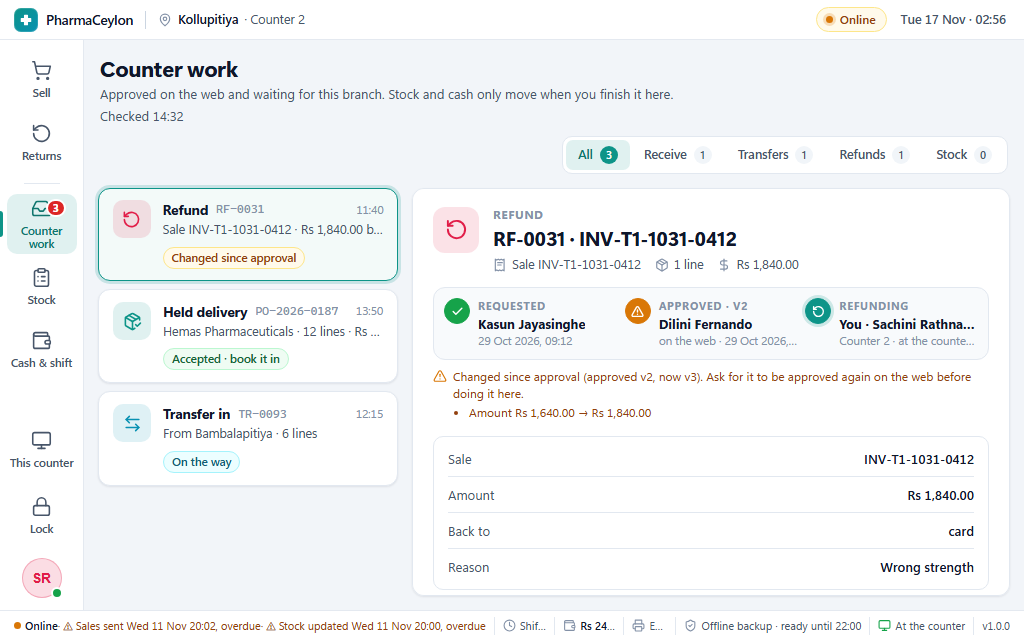 PharmaCeylon
Kollupitiya · Counter 2
Online
Tue 17 Nov · 02:56
Sell
Returns
3
Counter work
Stock
Cash & shift
This counter
Lock
SR
Counter work
Approved on the web and waiting for this branch. Stock and cash only move when you finish it here.
Checked 14:32
All 3
Receive 1
Transfers 1
Refunds 1
Stock 0
Refund RF-0031 11:40
Sale INV-T1-1031-0412 · Rs 1,840.00 b...
Changed since approval
Held delivery PO-2026-0187 13:50
Hemas Pharmaceuticals · 12 lines · Rs ...
Accepted · book it in
Transfer in TR-0093 12:15
From Bambalapitiya · 6 lines
On the way
REFUND
RF-0031 · INV-T1-1031-0412
Sale INV-T1-1031-0412 1 line Rs 1,840.00
REQUESTED
Kasun Jayasinghe
29 Oct 2026, 09:12
APPROVED · V2
Dilini Fernando
on the web · 29 Oct 2026,...
REFUNDING
You · Sachini Rathna...
Counter 2 · at the counte...
Changed since approval (approved v2, now v3). Ask for it to be approved again on the web before
doing it here.
• Amount Rs 1,640.00 → Rs 1,840.00
Sale INV-T1-1031-0412
Amount Rs 1,840.00
Back to card
Reason Wrong strength
Online · Sales sent Wed 11 Nov 20:02, overdue · Stock updated Wed 11 Nov 20:00, overdue
Shif...
Rs 24...
E...
Offline backup · ready until 22:00
At the counter
v1.0.0